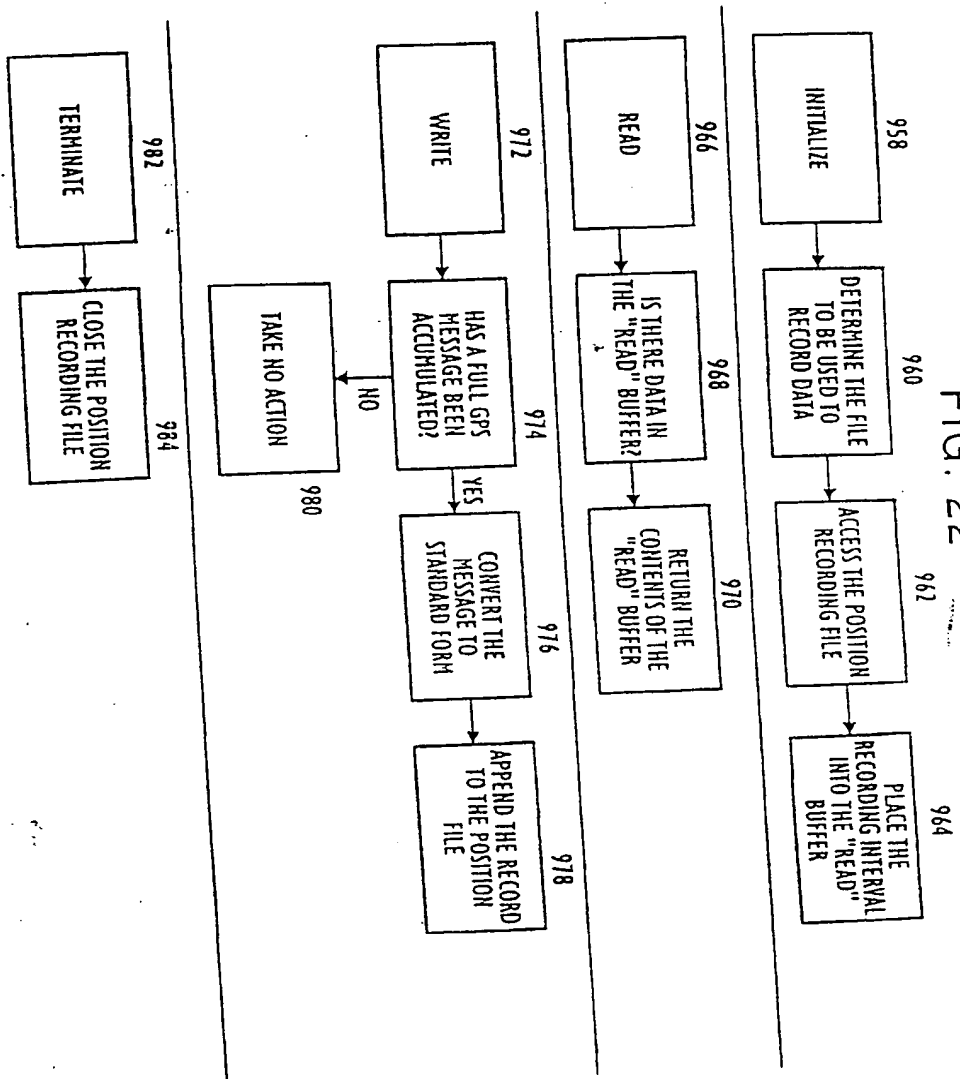 FIG. 22
958
INITIALIZE
960
DETERMINE THE FILE
TO BE USED TO
RECORD DATA
962
ACCESS THE POSITION
RECORDING FILE
964
PLACE THE
RECORDING INTERVAL
INTO THE "READ"
BUFFER
966
READ
968
IS THERE DATA IN
THE "READ" BUFFER?
970
RETURN THE
CONTENTS OF THE
"READ" BUFFER
972
WRITE
974
HAS A FULL GPS
MESSAGE BEEN
ACCUMULATED?
YES
976
CONVERT THE
MESSAGE TO
STANDARD FORM
978
APPEND THE RECORD
TO THE POSITION
FILE
NO
980
TAKE NO ACTION
982
TERMINATE
984
CLOSE THE POSITION
RECORDING FILE